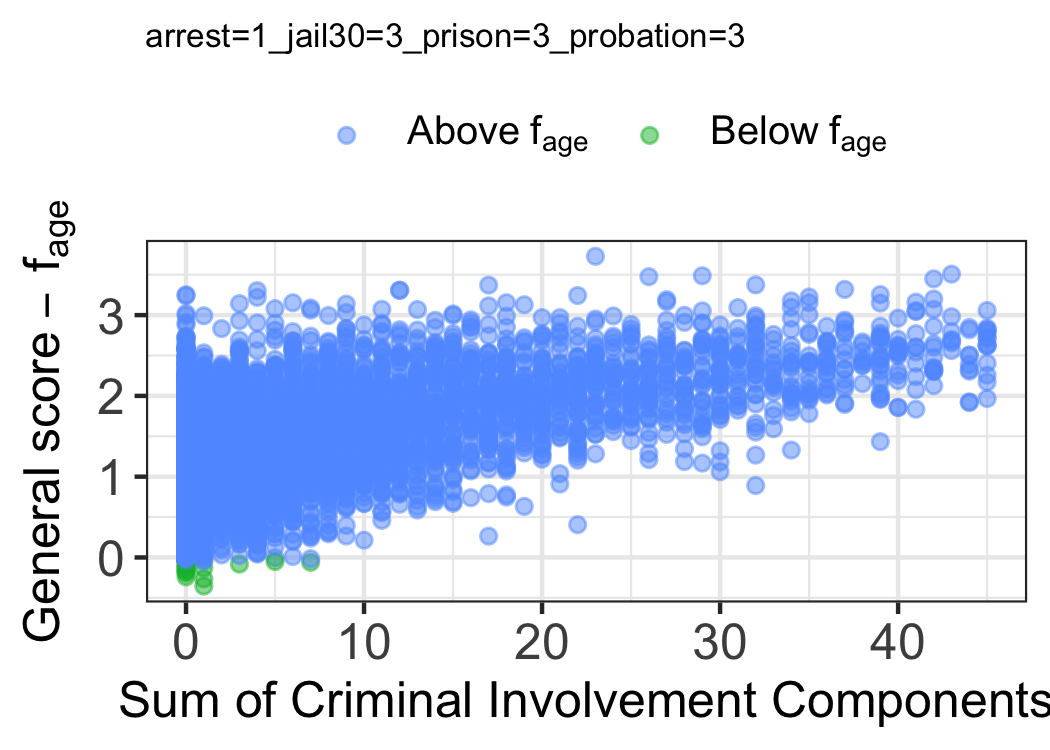 arrest=1_jail30=3_prison=3_probation=3
Above fage
Below fage
General score − fage
3
2
1
0
0 10 20 30 40
Sum of Criminal Involvement Components